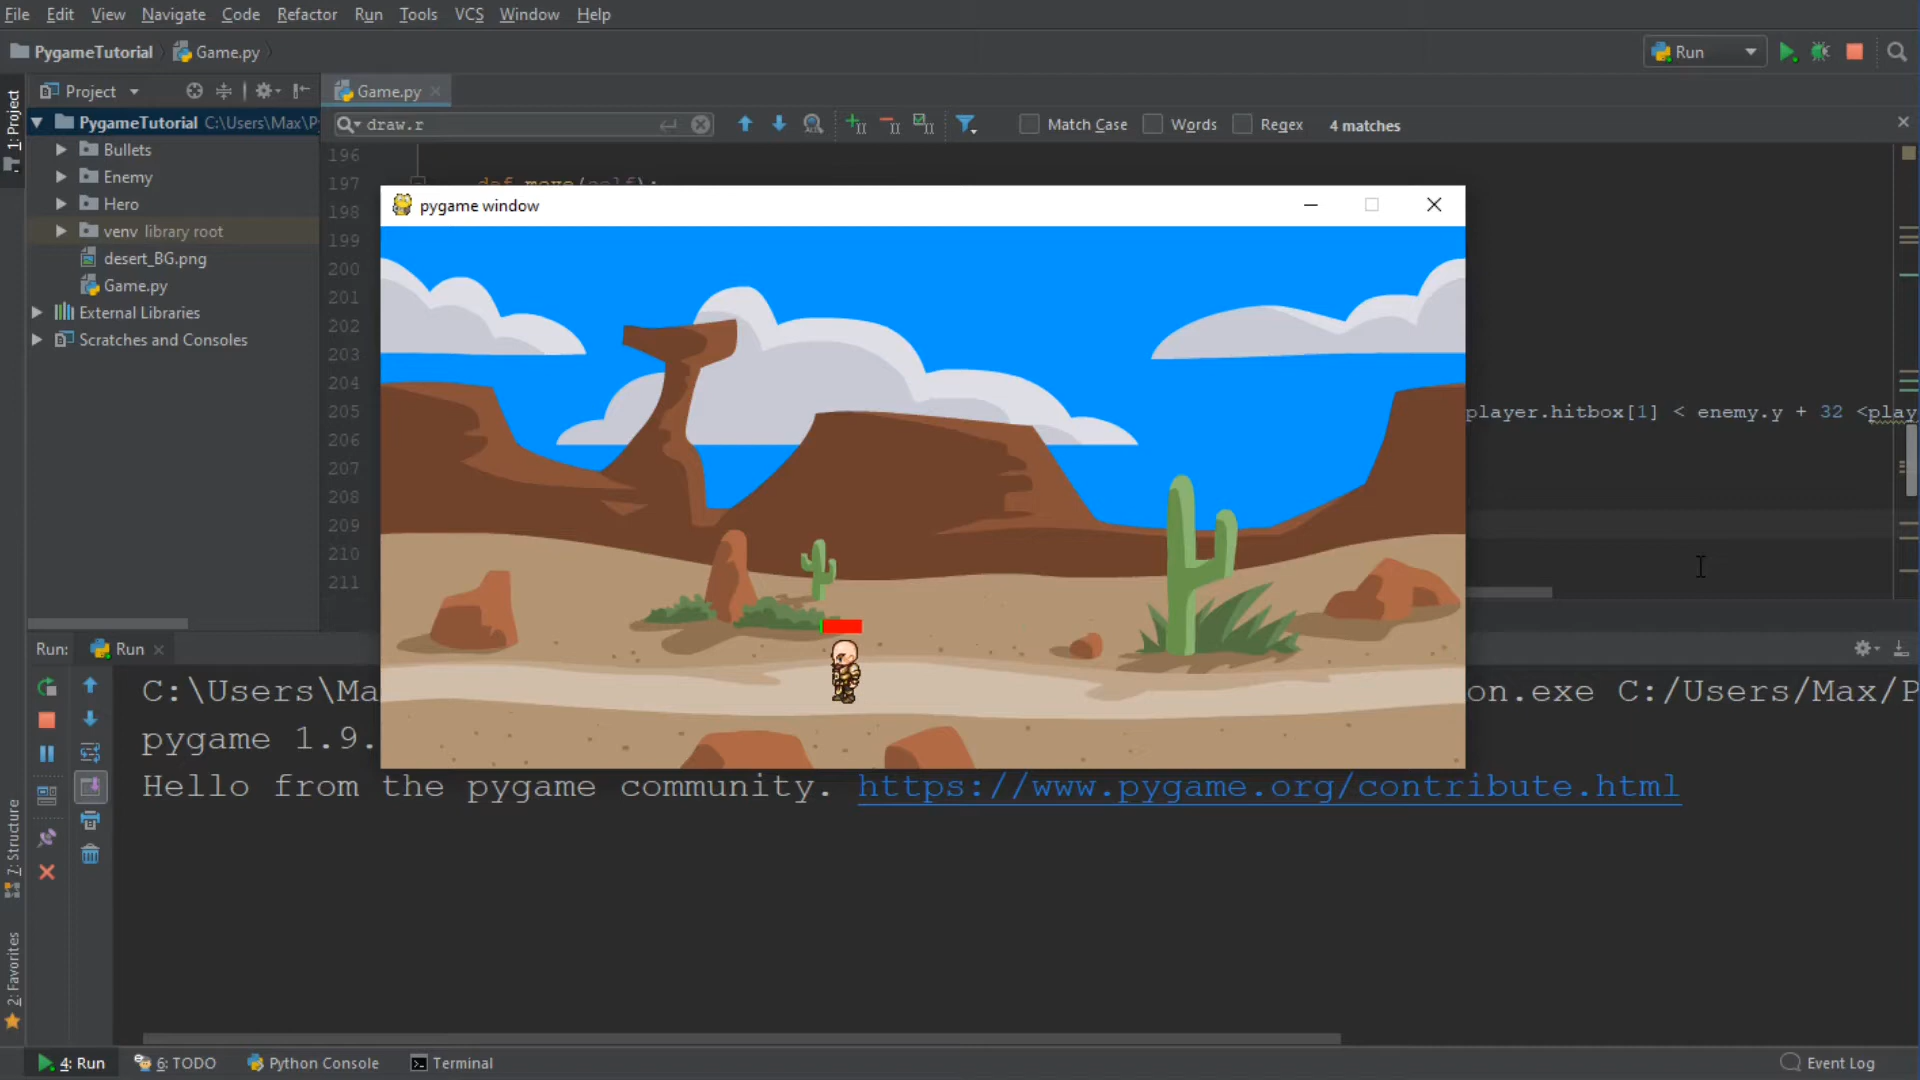 File Edit View Navigate Code Refactor Run Tools VCS Window Help
PygameTutorial Game.py Run
1: Project
Project
Game.py
PygameTutorial C:\Users\Max\P
draw.r
Match Case Words Regex 4 matches
Bullets
Enemy
Hero
venv library root
desert_BG.png
Game.py
External Libraries
Scratches and Consoles
196
197 def move(self):
198
199
200
201
202
203
204
205 player.hitbox[1] < enemy.y + 32 <play
206
207
208
209
210
211
pygame window
Run: Run
C:\Users\Ma on.exe C:/Users/Max/P
pygame 1.9.
Hello from the pygame community. https://www.pygame.org/contribute.html
7: Structure
2: Favorites
4: Run 6: TODO Python Console Terminal Event Log